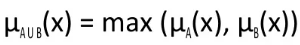 μA∪B(x) = max (μA(x), μB(x))